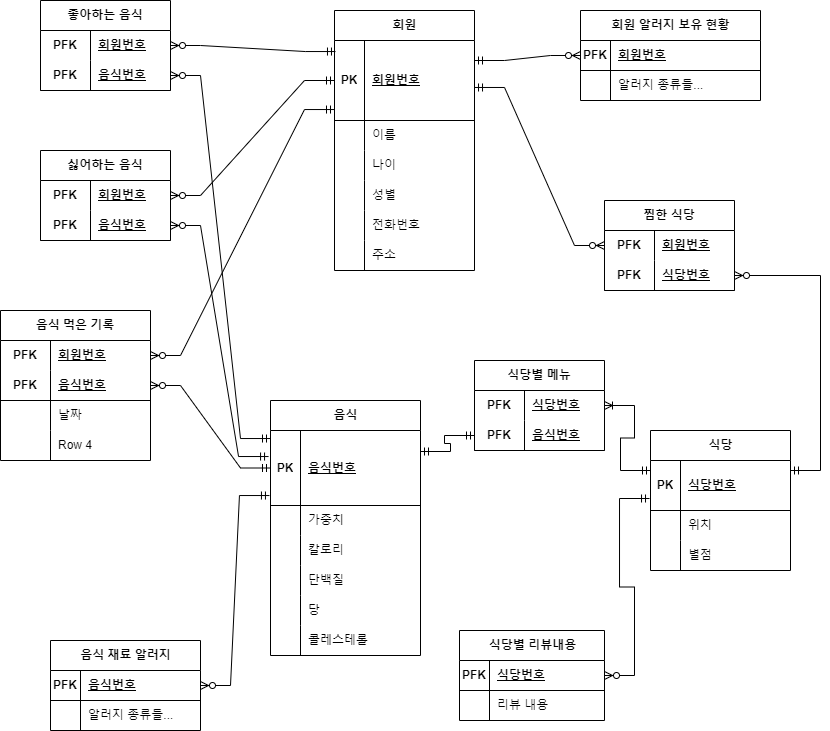 좋아하는 음식
PFK 회원번호
PFK 음식번호
회원
PK 회원번호
이름
나이
성별
전화번호
주소
회원 알러지 보유 현황
PFK 회원번호
알러지 종류들...
싫어하는 음식
PFK 회원번호
PFK 음식번호
찜한 식당
PFK 회원번호
PFK 식당번호
음식 먹은 기록
PFK 회원번호
PFK 음식번호
날짜
Row 4
음식
PK 음식번호
가중치
칼로리
단백질
당
콜레스테롤
식당별 메뉴
PFK 식당번호
PFK 음식번호
식당
PK 식당번호
위치
별점
음식 재료 알러지
PFK 음식번호
알러지 종류들...
식당별 리뷰내용
PFK 식당번호
리뷰 내용